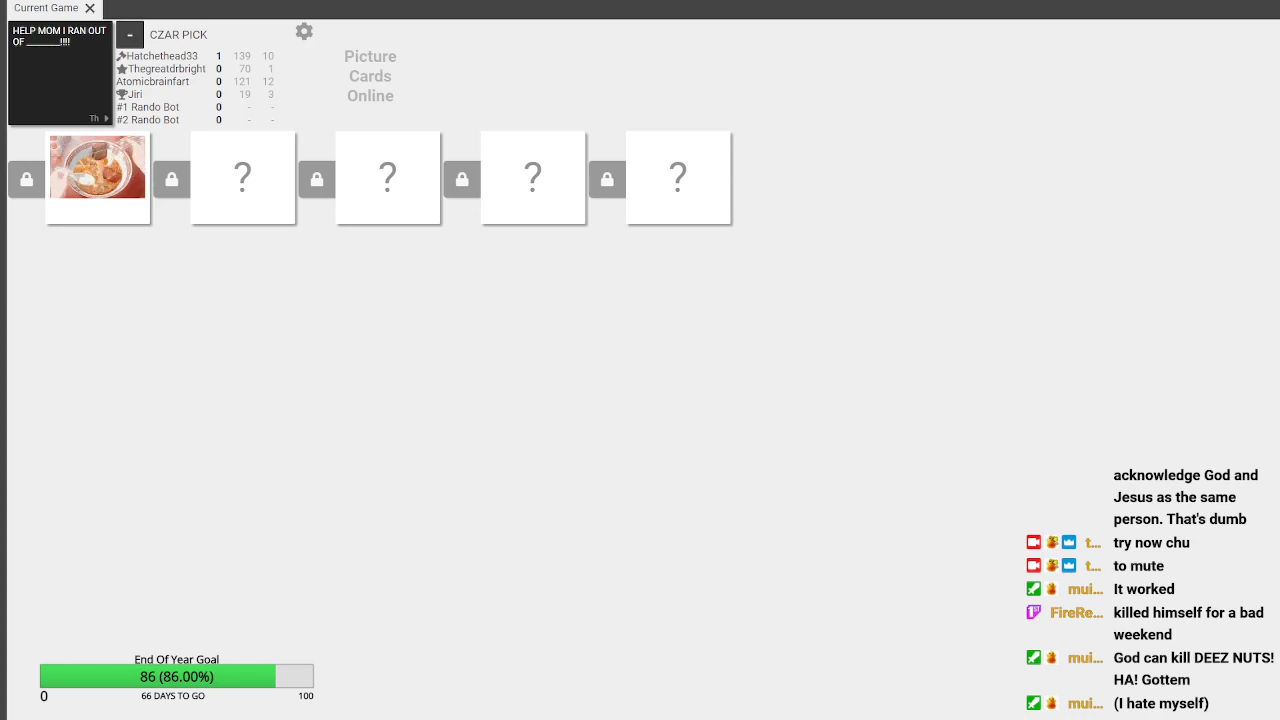 Current Game
HELP MOM I RAN OUT
OF ______!!!!
Th
-
CZAR PICK
Hatchethead33 1 139 10
Thegreatdrbright 0 70 1
Atomicbrainfart 0 121 12
Jiri 0 19 3
#1 Rando Bot 0 - -
#2 Rando Bot 0 - -
Picture
Cards
Online
? ? ? ?
acknowledge God and
Jesus as the same
person. That's dumb
t... try now chu
t... to mute
mui... It worked
FireRe... killed himself for a bad
weekend
mui... God can kill DEEZ NUTS!
HA! Gottem
mui... (I hate myself)
End Of Year Goal
86 (86.00%)
0 66 DAYS TO GO 100